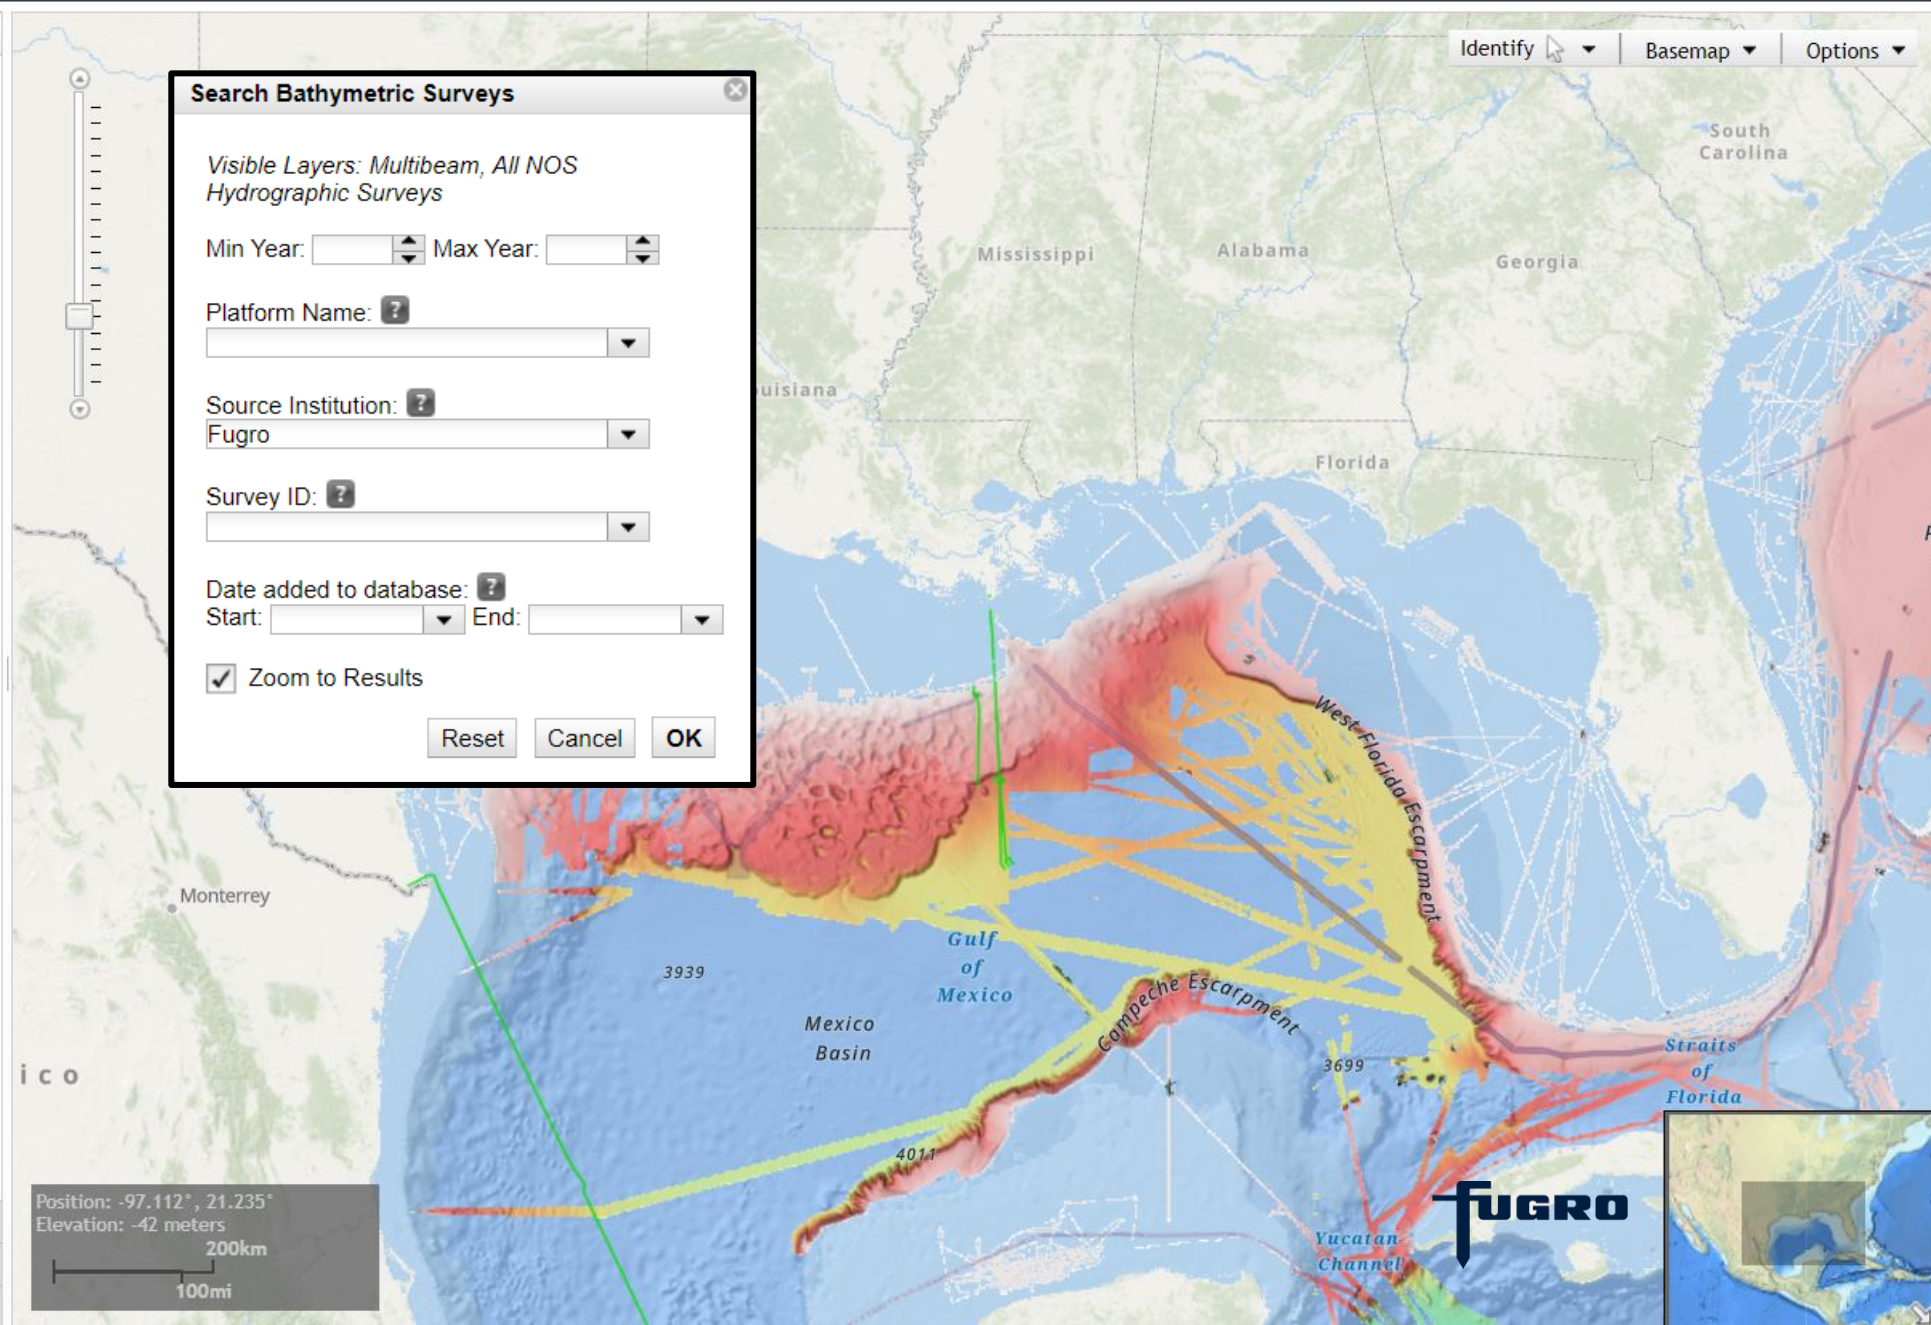 Identify
Basemap
Options
Search Bathymetric Surveys
Visible Layers: Multibeam, All NOS
Hydrographic Surveys
Min Year:
Max Year:
Platform Name: ?
Source Institution: ?
Fugro
Survey ID: ?
Date added to database: ?
Start:
End:
Zoom to Results
Reset
Cancel
OK
South
Carolina
Mississippi
Alabama
Georgia
uisiana
Florida
West Florida Escarpment
Monterrey
Gulf
of
Mexico
3939
Mexico
Basin
Campeche Escarpment
3699
Straits
of
Florida
ico
4011
Yucatan
Channel
FUGRO
Position: -97.112°, 21.235°
Elevation: -42 meters
200km
100mi